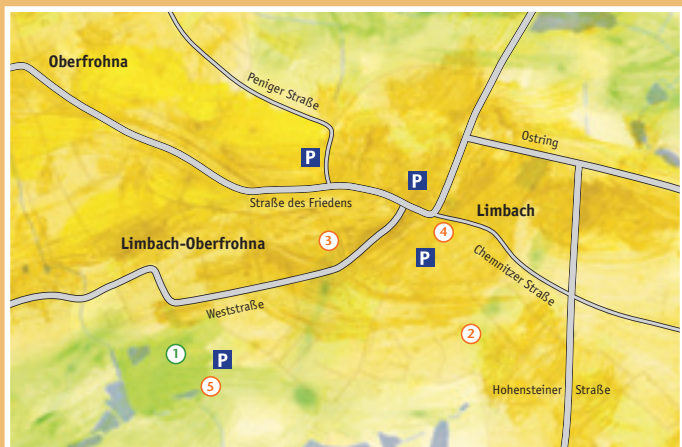 Oberfrohna
Peniger Straße
Ostring
P
P
Straße des Friedens
Limbach
Limbach-Oberfrohna
3
4
P
Chemnitzer Straße
Weststraße
2
1
P
5
Hohensteiner Straße